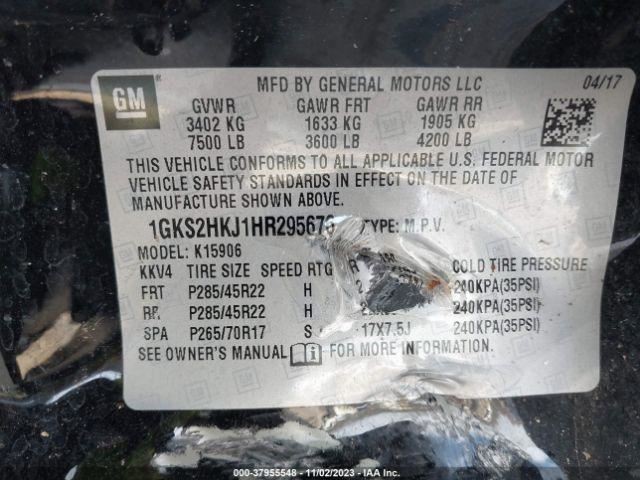 GM
MFD BY GENERAL MOTORS LLC 04/17
GVWR GAWR FRT GAWR RR
3402 KG 1633 KG 1905 KG
7500 LB 3600 LB 4200 LB
THIS VEHICLE CONFORMS TO ALL APPLICABLE U.S. FEDERAL MOTOR
VEHICLE SAFETY STANDARDS IN EFFECT ON THE DATE OF
MANUFACTURE SHOWN ABOVE.
TYPE: M.P.V.
MODEL: K15906
KKV4 TIRE SIZE SPEED RTG COLD TIRE PRESSURE
FRT P285/45R22 H 240KPA(35PSI)
RR P285/45R22 H 240KPA(35PSI)
SPA P265/70R17 S 17X7.5J 240KPA(35PSI)
SEE OWNER'S MANUAL FOR MORE INFORMATION.
000-37955548 11/02/2023 IAA Inc.